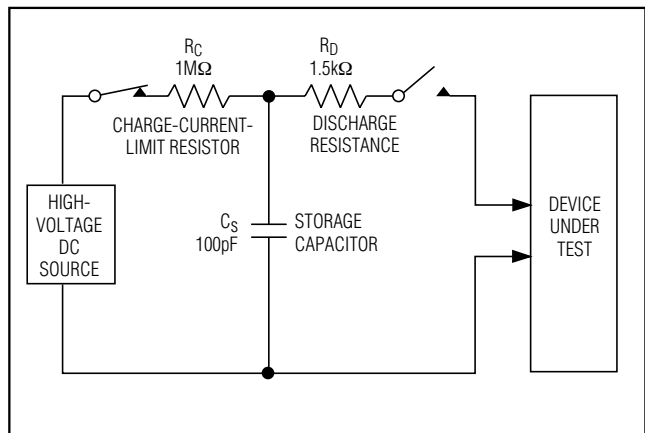 R_C
1MΩ
R_D
1.5kΩ
CHARGE-CURRENT-
LIMIT RESISTOR
DISCHARGE
RESISTANCE
HIGH-
VOLTAGE
DC
SOURCE
C_S
100pF
STORAGE
CAPACITOR
DEVICE
UNDER
TEST